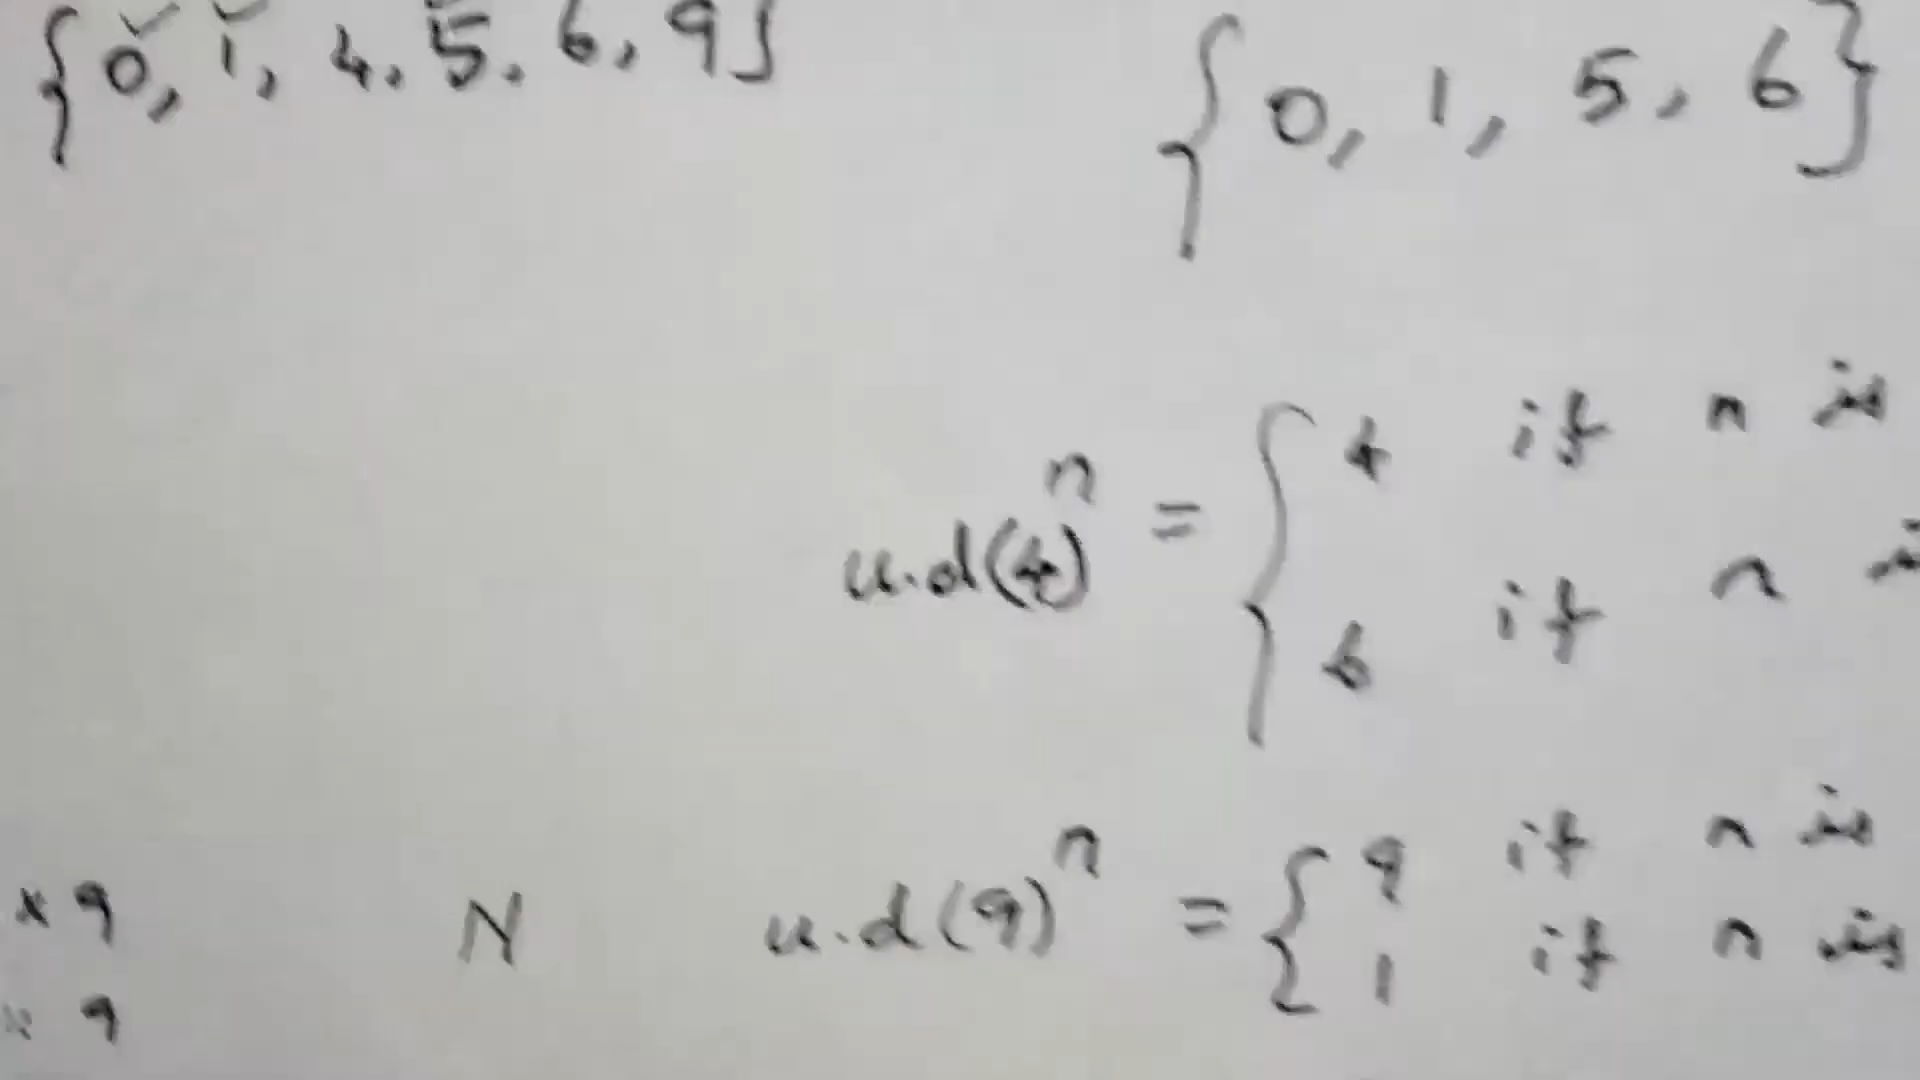 {0, 1, 4, 5, 6, 9} {0, 1, 5, 6}
u.d(4)^n = { 4 if n is
6 if n
u.d(9)^n = { 9 if n is
1 if n is
× 9 N
× 9